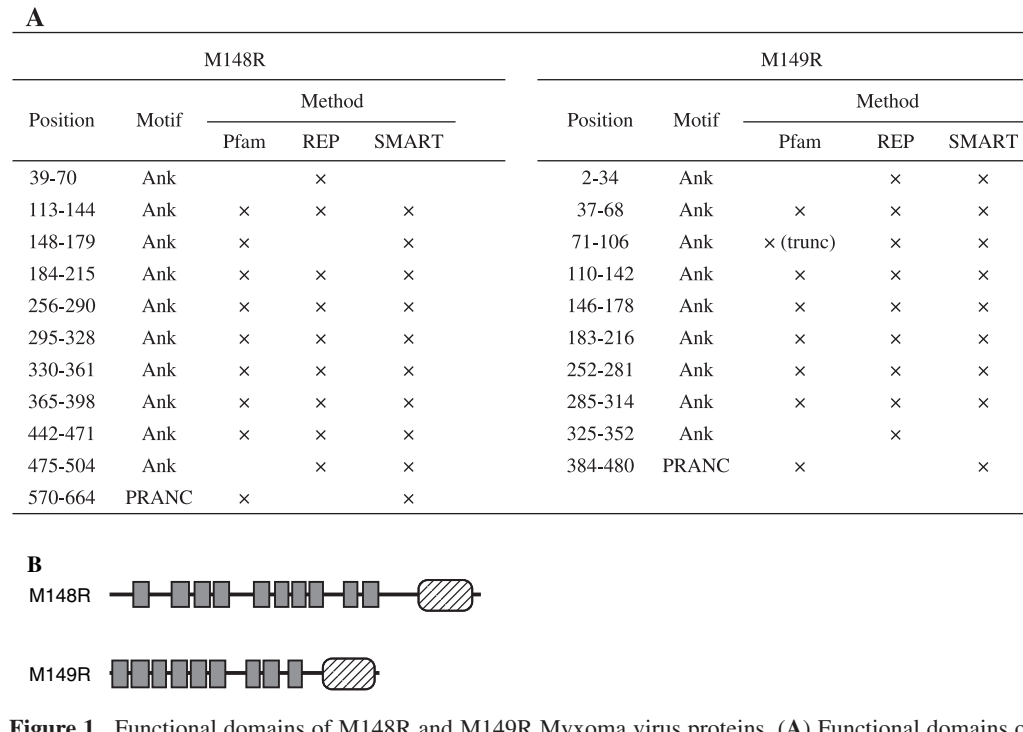 A
M148R M149R
Position Motif Method Position Motif Method
Pfam REP SMART Pfam REP SMART
39-70 Ank × 2-34 Ank × ×
113-144 Ank × × × 37-68 Ank × × ×
148-179 Ank × × 71-106 Ank × (trunc) × ×
184-215 Ank × × × 110-142 Ank × × ×
256-290 Ank × × × 146-178 Ank × × ×
295-328 Ank × × × 183-216 Ank × × ×
330-361 Ank × × × 252-281 Ank × × ×
365-398 Ank × × × 285-314 Ank × × ×
442-471 Ank × × × 325-352 Ank ×
475-504 Ank × × 384-480 PRANC × ×
570-664 PRANC × ×
B
M148R
M149R
Figure 1 Functional domains of M148R and M149R Myxoma virus proteins. (A) Functional domains